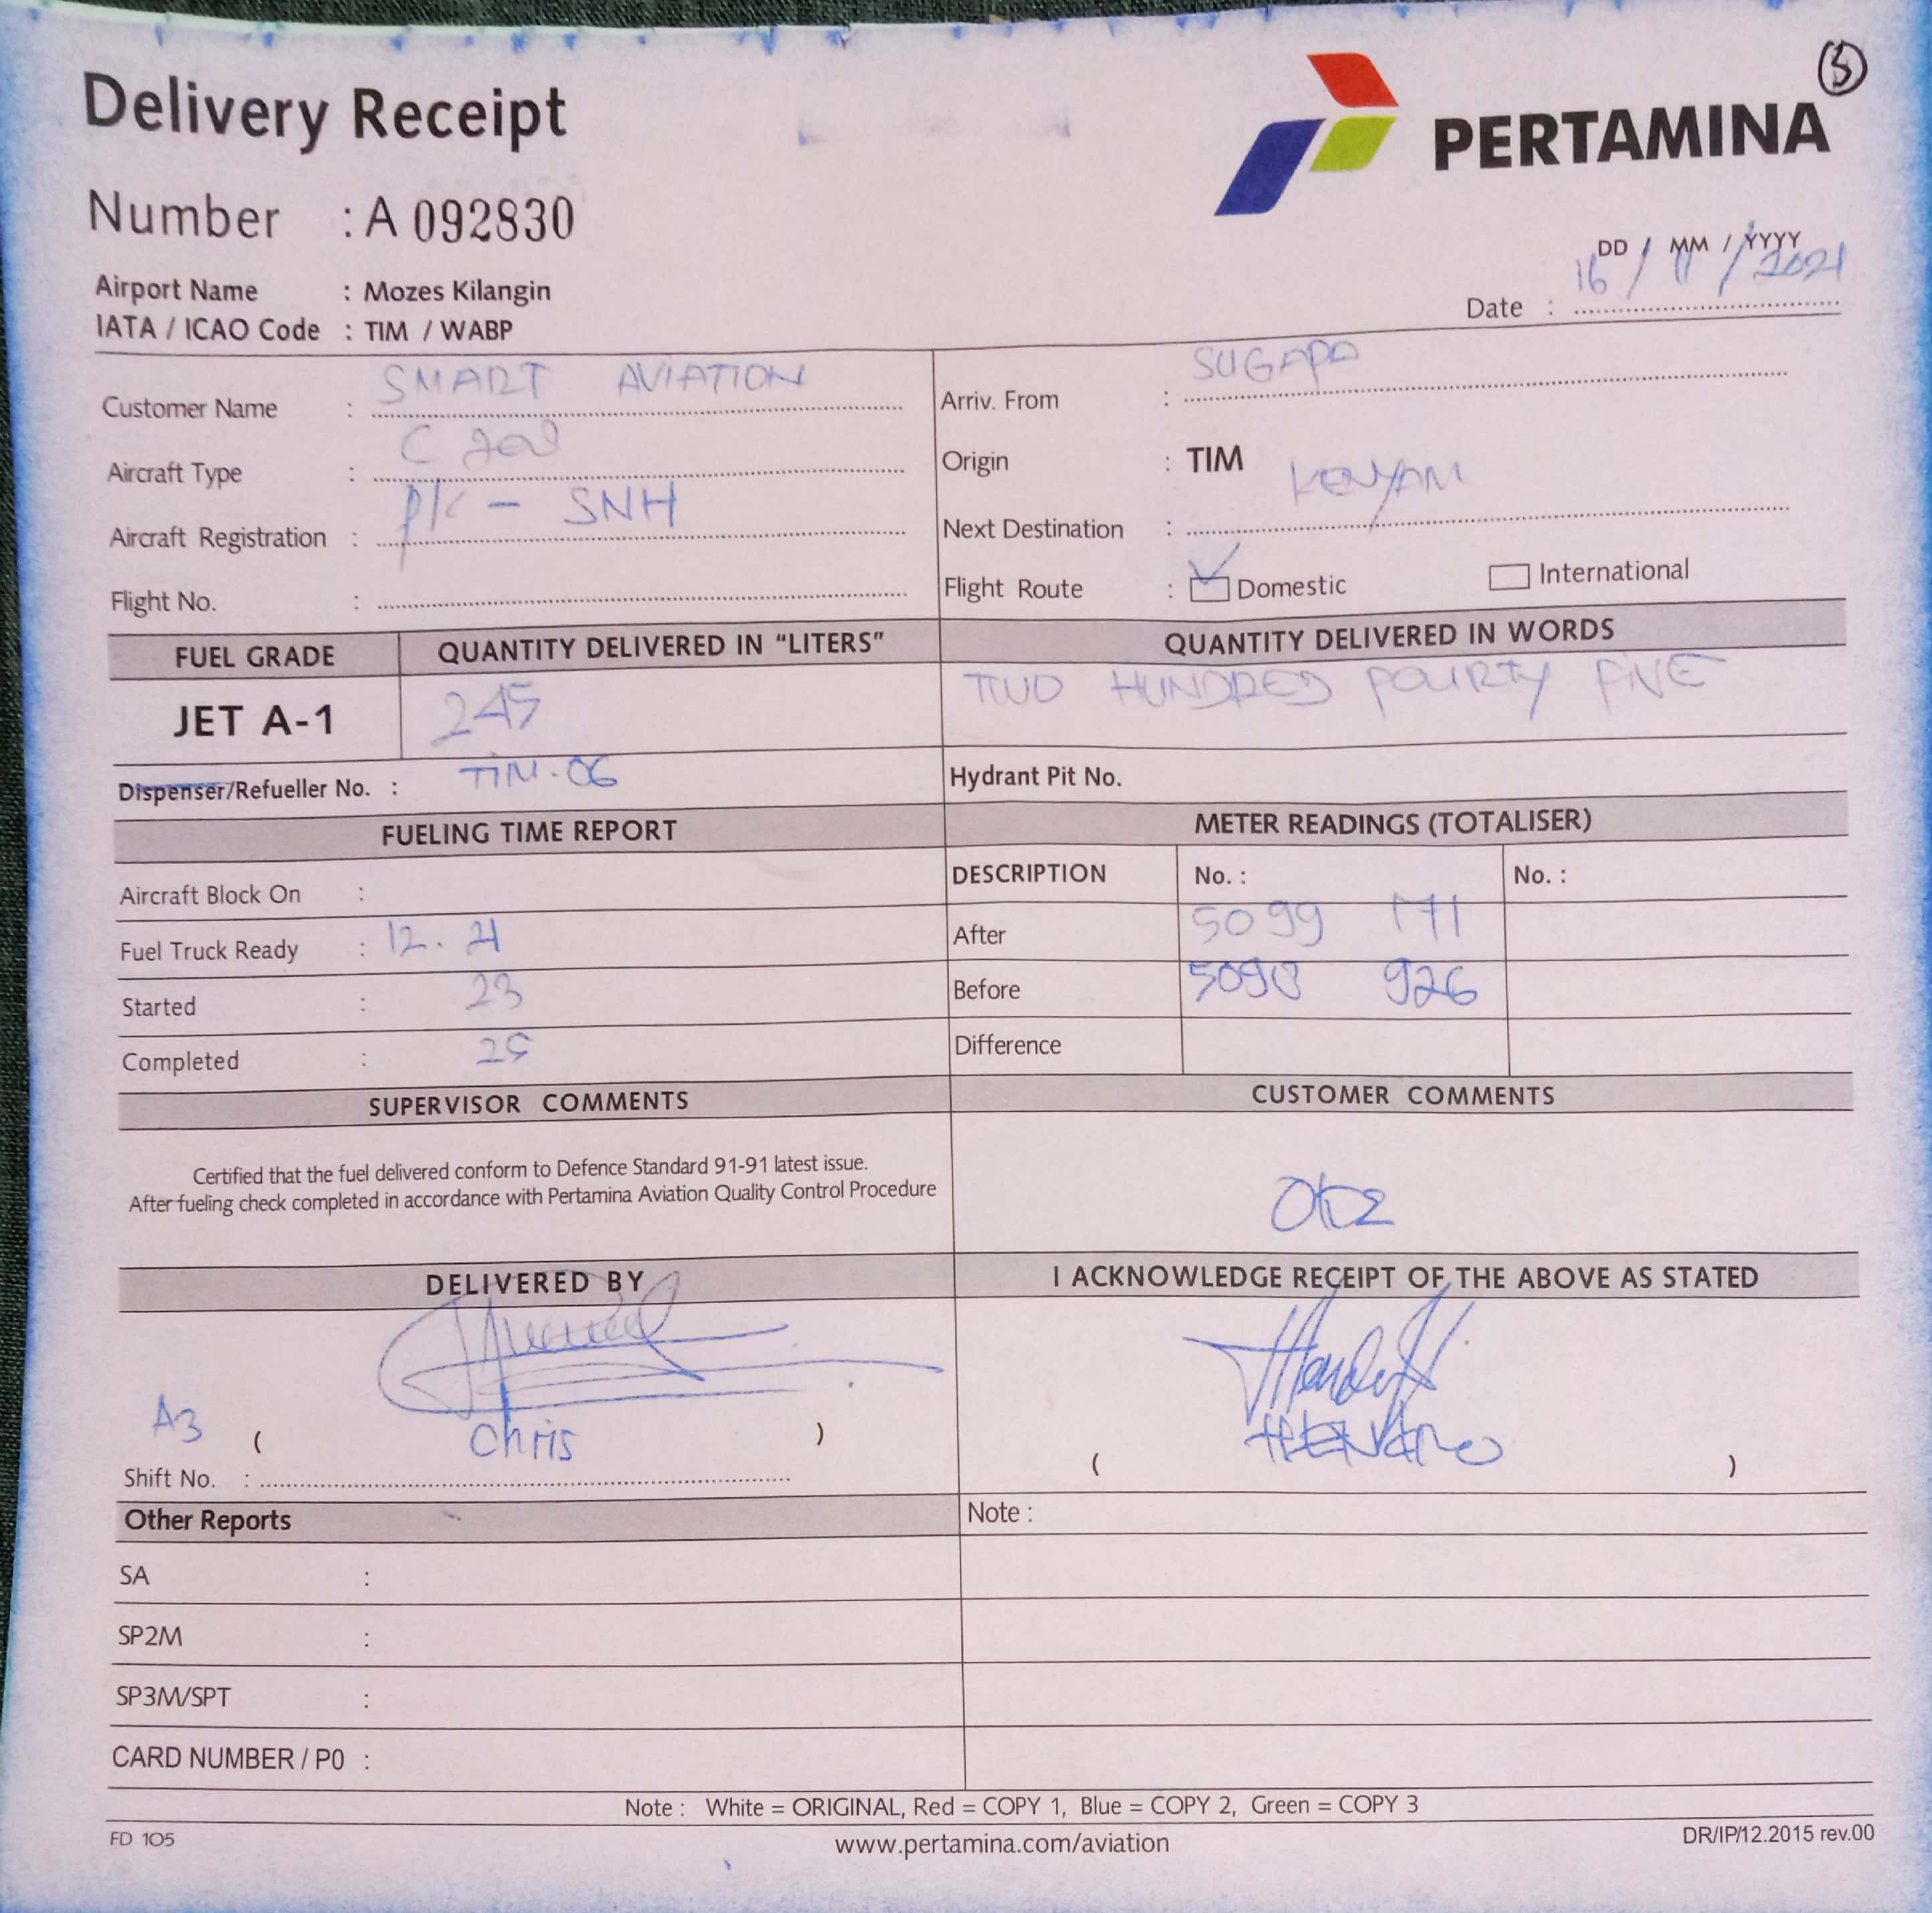 Delivery Receipt
PERTAMINA
Number : A 092830
Airport Name : Mozes Kilangin
IATA / ICAO Code : TIM / WABP
DD / MM / YYYY
Date : 16 / 11 / 2021
Customer Name : SMART AVIATION
Aircraft Type : C 208
Aircraft Registration : PK - SNH
Flight No. :
Arriv. From : SUGAPA
Origin : TIM
Next Destination : KENYAM
Flight Route : Domestic International
FUEL GRADE QUANTITY DELIVERED IN "LITERS" QUANTITY DELIVERED IN WORDS
JET A-1 245 TWO HUNDRED FOURTY FIVE
Dispenser/Refueller No. : TIM-06 Hydrant Pit No.
FUELING TIME REPORT METER READINGS (TOTALISER)
Aircraft Block On : DESCRIPTION No. : No. :
Fuel Truck Ready : 12. 21 After 5099 171
Started : 23 Before 5098 926
Completed : 25 Difference
SUPERVISOR COMMENTS CUSTOMER COMMENTS
Certified that the fuel delivered conform to Defence Standard 91-91 latest issue.
After fueling check completed in accordance with Pertamina Aviation Quality Control Procedure
DELIVERED BY I ACKNOWLEDGE RECEIPT OF THE ABOVE AS STATED
A3 ( Chris ) ( )
Shift No. :
Other Reports Note :
SA :
SP2M :
SP3M/SPT :
CARD NUMBER / P0 :
Note : White = ORIGINAL, Red = COPY 1, Blue = COPY 2, Green = COPY 3
FD 105 www.pertamina.com/aviation DR/IP/12.2015 rev.00